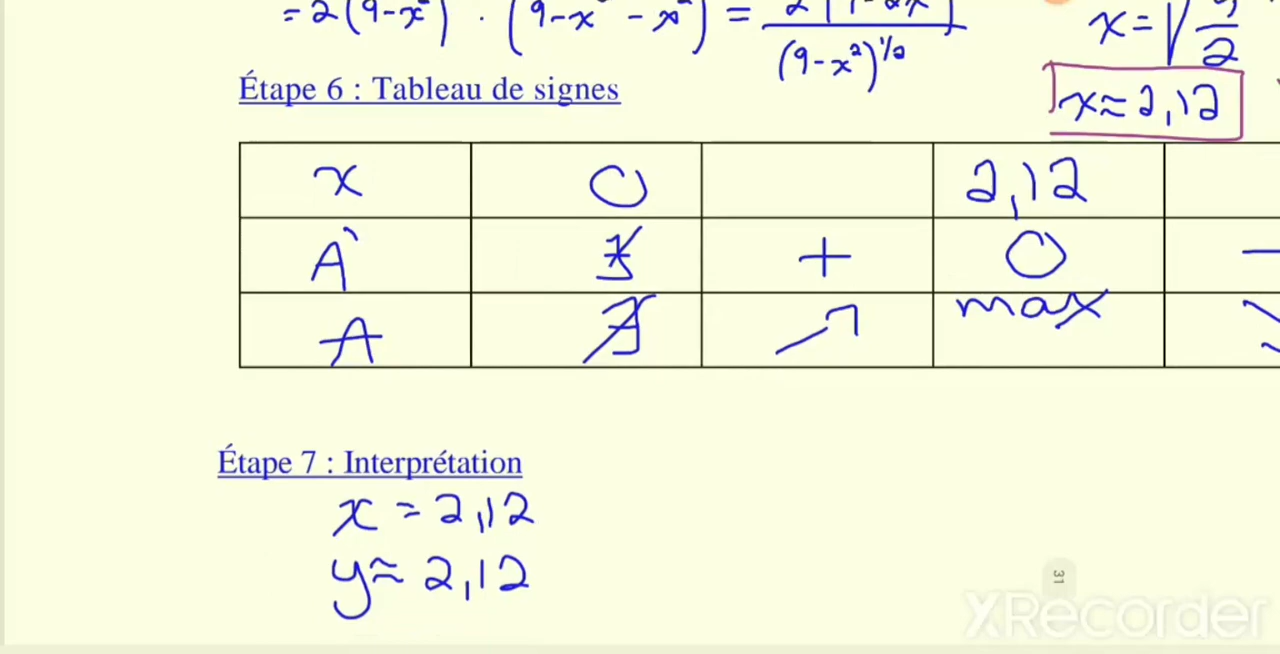 = 2(9-x²) · (9-x² - x²) = 2[9-2x²] / (9-x²)^½
x = √9/2
Étape 6 : Tableau de signes
x ≈ 2,12
x 0 2,12
A' ∄ + 0 -
A ∄ ↗ max ↘
Étape 7 : Interprétation
x = 2,12
y ≈ 2,12
31
XRecorder